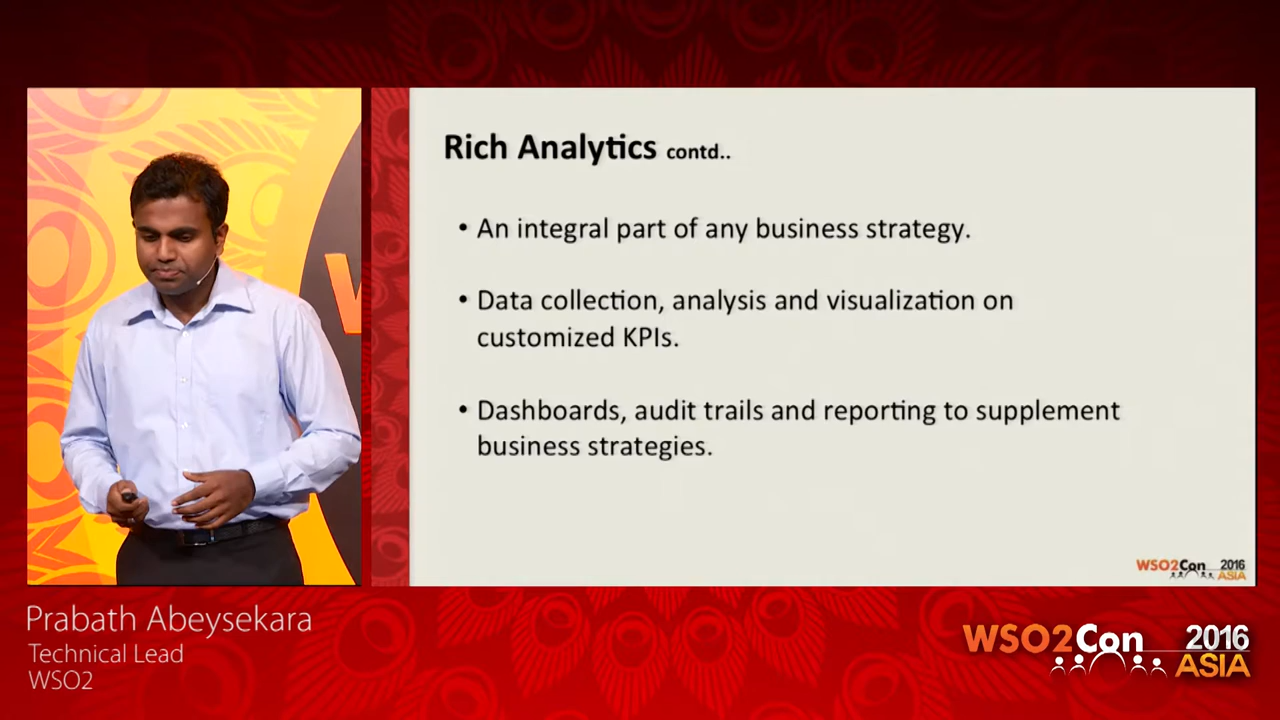 Rich Analytics contd..
• An integral part of any business strategy.
• Data collection, analysis and visualization on
customized KPIs.
• Dashboards, audit trails and reporting to supplement
business strategies.
WSO2Con 2016
ASIA
Prabath Abeysekara
Technical Lead
WSO2
WSO2Con 2016
ASIA